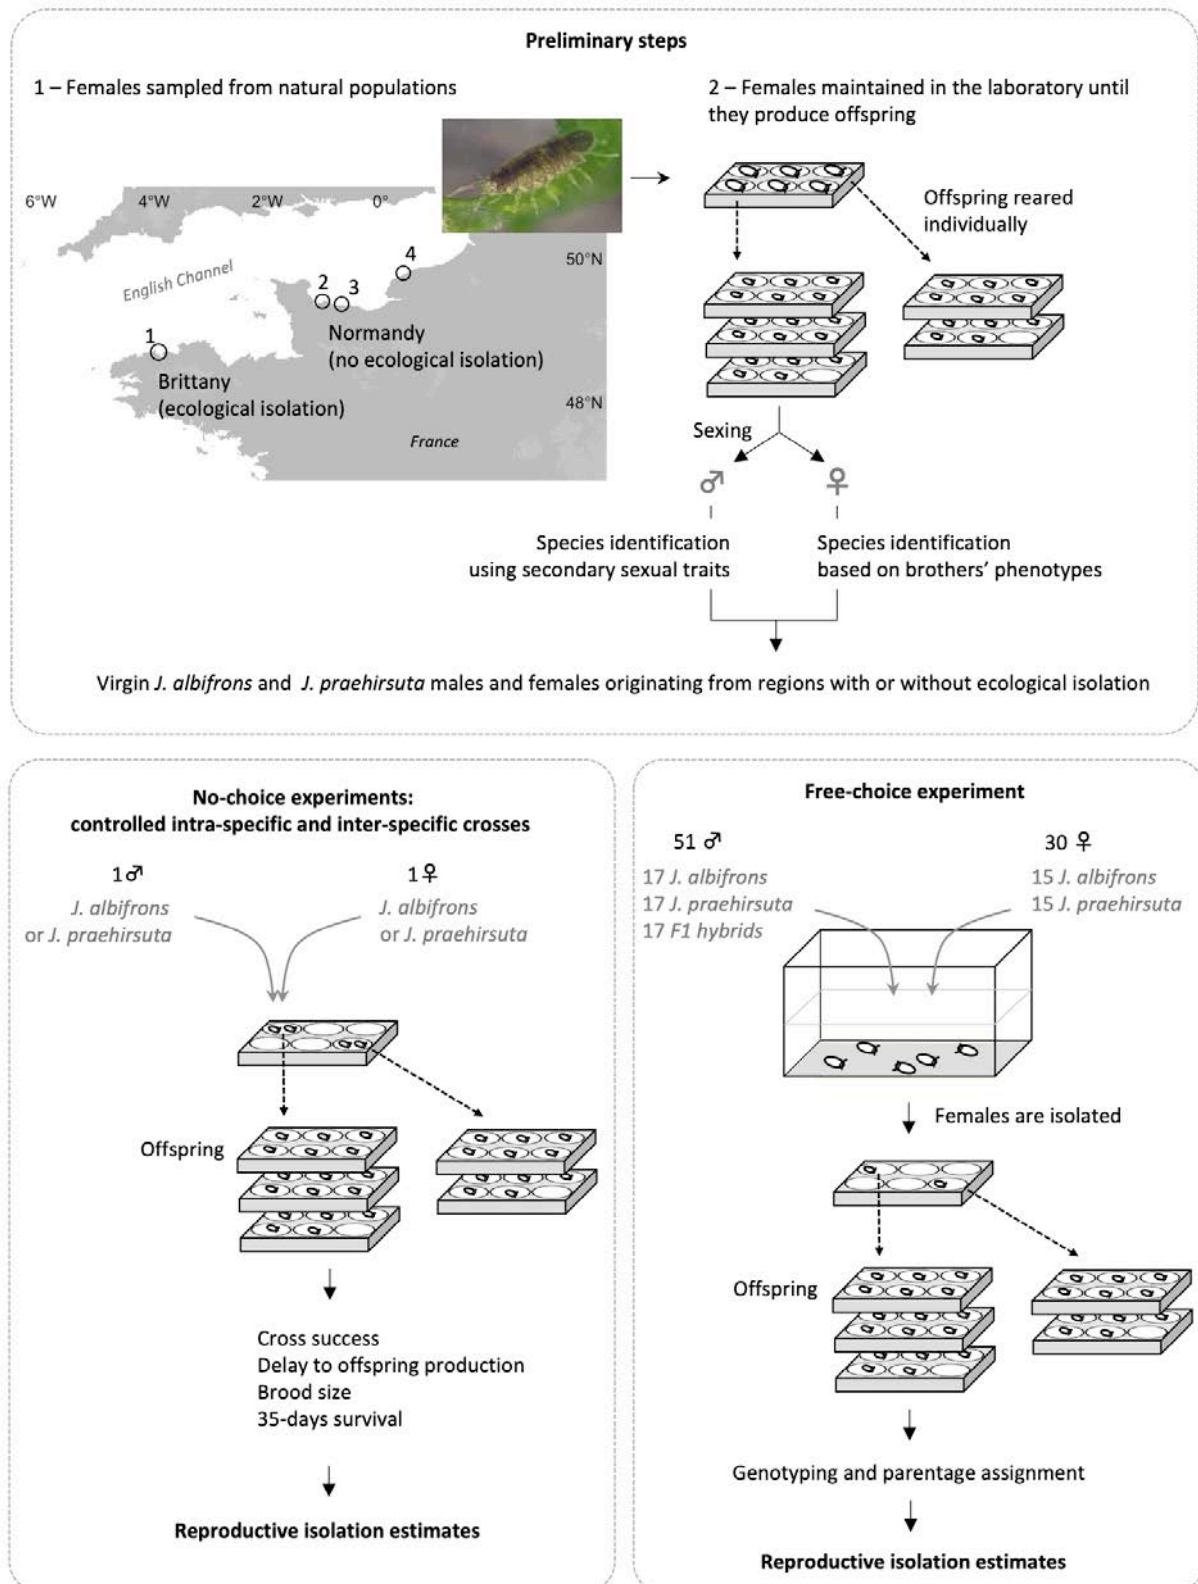 Preliminary steps
1 – Females sampled from natural populations
2 – Females maintained in the laboratory until
they produce offspring
6°W
4°W
2°W
0°
Offspring reared
individually
50°N
English Channel
4
2
3
1
Normandy
(no ecological isolation)
Brittany
(ecological isolation)
48°N
France
Sexing
♂
♀
Species identification
using secondary sexual traits
Species identification
based on brothers' phenotypes
Virgin J. albifrons and J. praehirsuta males and females originating from regions with or without ecological isolation
No-choice experiments:
controlled intra-specific and inter-specific crosses
1♂
1♀
J. albifrons
or J. praehirsuta
J. albifrons
or J. praehirsuta
Offspring
Cross success
Delay to offspring production
Brood size
35-days survival
Reproductive isolation estimates
Free-choice experiment
51 ♂
30 ♀
17 J. albifrons
17 J. praehirsuta
17 F1 hybrids
15 J. albifrons
15 J. praehirsuta
Females are isolated
Offspring
Genotyping and parentage assignment
Reproductive isolation estimates